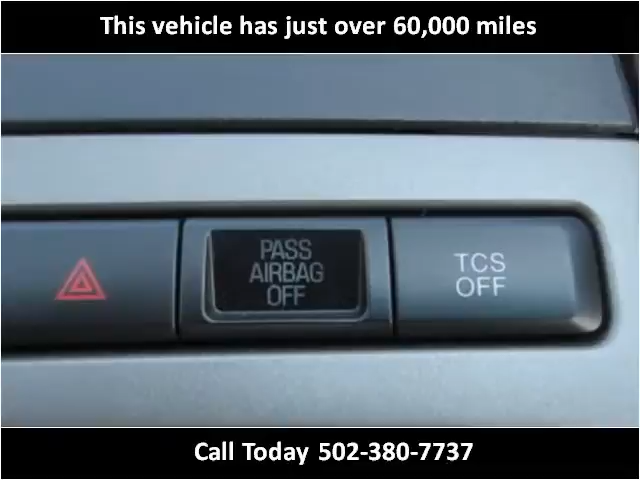 This vehicle has just over 60,000 miles
PASS
AIRBAG
OFF
TCS
OFF
Call Today 502-380-7737